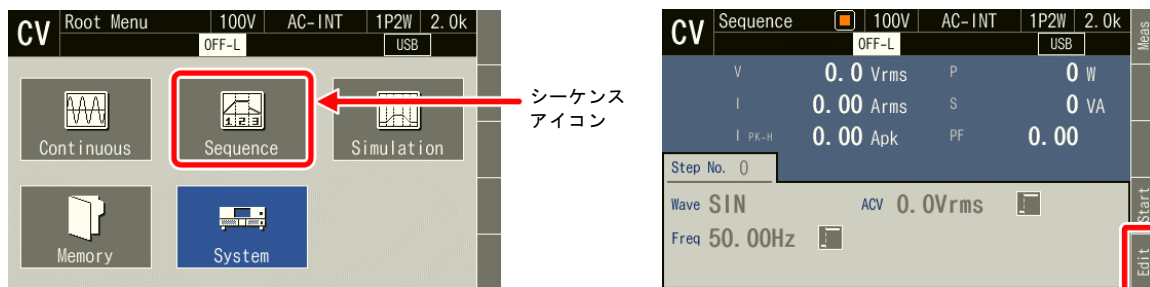 CV Root Menu 100V AC-INT 1P2W 2.0k
OFF-L USB
Continuous Sequence Simulation
Memory System
シーケンス
アイコン
CV Sequence 100V AC-INT 1P2W 2.0k
OFF-L USB
Meas
V 0.0 Vrms P 0 W
I 0.00 Arms S 0 VA
I PK-H 0.00 Apk PF 0.00
Step No. 0
Wave SIN ACV 0.0Vrms
Freq 50.00Hz
Start
Edit